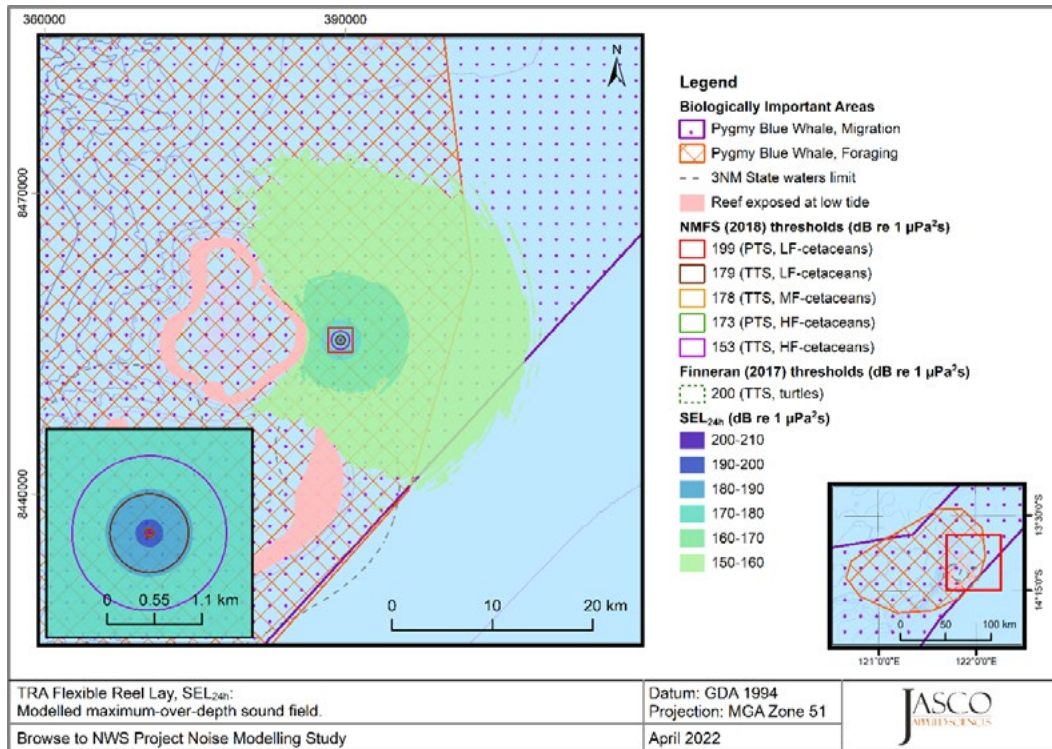 360000
390000
N
8470000
8440000
0 0.55 1.1 km
0 10 20 km
Legend
Biologically Important Areas
Pygmy Blue Whale, Migration
Pygmy Blue Whale, Foraging
3NM State waters limit
Reef exposed at low tide
NMFS (2018) thresholds (dB re 1 µPa²s)
199 (PTS, LF-cetaceans)
179 (TTS, LF-cetaceans)
178 (TTS, MF-cetaceans)
173 (PTS, HF-cetaceans)
153 (TTS, HF-cetaceans)
Finneran (2017) thresholds (dB re 1 µPa²s)
200 (TTS, turtles)
SEL₂₄ₕ (dB re 1 µPa²s)
200-210
190-200
180-190
170-180
160-170
150-160
13°30'0"S
14°15'0"S
0 50 100 km
121°0'0"E 122°0'0"E
TRA Flexible Reel Lay, SEL₂₄ₕ:
Modelled maximum-over-depth sound field.
Browse to NWS Project Noise Modelling Study
Datum: GDA 1994
Projection: MGA Zone 51
April 2022
JASCO
APPLIED SCIENCES